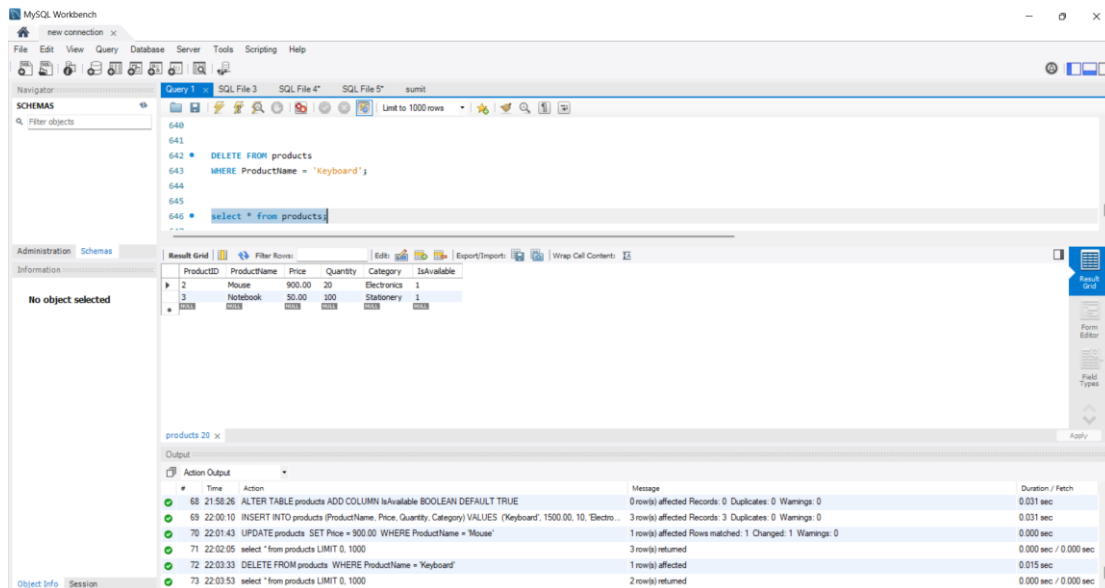 MySQL Workbench
new connection ×
File Edit View Query Database Server Tools Scripting Help
Navigator
SCHEMAS
Filter objects
Administration Schemas
Information
No object selected
Object Info Session
Query 1 × SQL File 3 SQL File 4* SQL File 5* sumit
Limit to 1000 rows
640
641
642 DELETE FROM products
643 WHERE ProductName = 'Keyboard';
644
645
646 select * from products;
Result Grid Filter Rows: Edit: Export/Import: Wrap Cell Content:
ProductID ProductName Price Quantity Category IsAvailable
2 Mouse 900.00 20 Electronics 1
3 Notebook 50.00 100 Stationery 1
NULL NULL NULL NULL NULL NULL
Result Grid
Form Editor
Field Types
products 20 × Apply
Output
Action Output
# Time Action Message Duration / Fetch
68 21:58:26 ALTER TABLE products ADD COLUMN IsAvailable BOOLEAN DEFAULT TRUE 0 row(s) affected Records: 0 Duplicates: 0 Warnings: 0 0.031 sec
69 22:00:10 INSERT INTO products (ProductName, Price, Quantity, Category) VALUES ('Keyboard', 1500.00, 10, 'Electro... 3 row(s) affected Records: 3 Duplicates: 0 Warnings: 0 0.031 sec
70 22:01:43 UPDATE products SET Price = 900.00 WHERE ProductName = 'Mouse' 1 row(s) affected Rows matched: 1 Changed: 1 Warnings: 0 0.000 sec
71 22:02:05 select * from products LIMIT 0, 1000 3 row(s) returned 0.000 sec / 0.000 sec
72 22:03:33 DELETE FROM products WHERE ProductName = 'Keyboard' 1 row(s) affected 0.015 sec
73 22:03:53 select * from products LIMIT 0, 1000 2 row(s) returned 0.000 sec / 0.000 sec